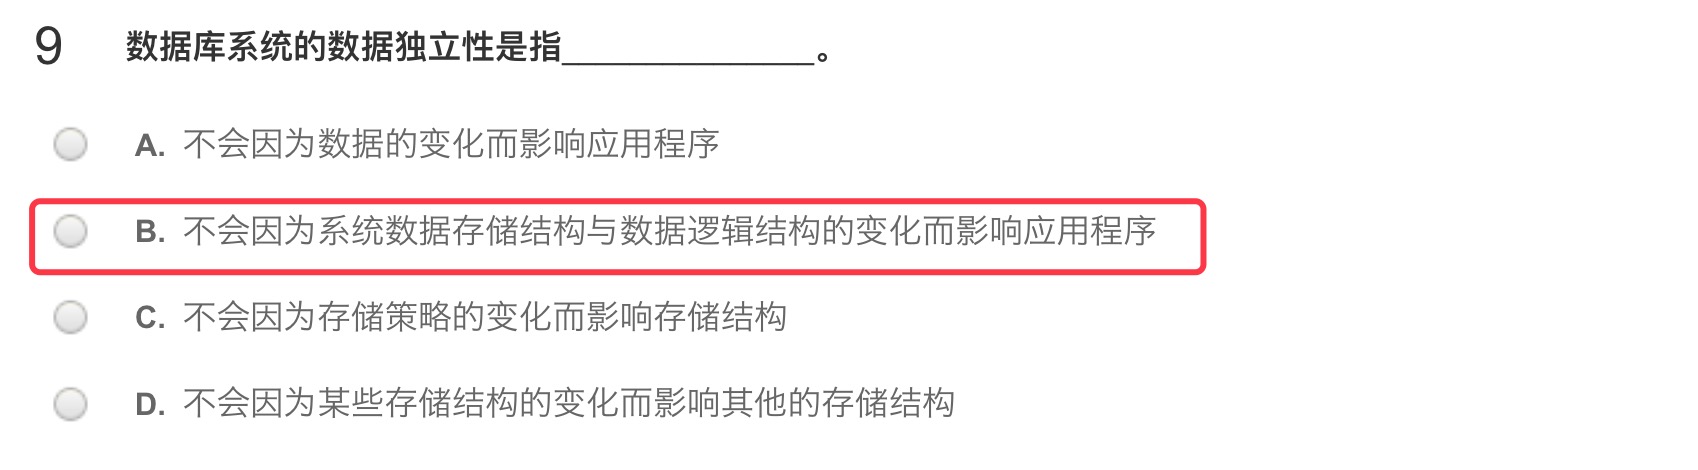 9 数据库系统的数据独立性是指_______________。
A. 不会因为数据的变化而影响应用程序
B. 不会因为系统数据存储结构与数据逻辑结构的变化而影响应用程序
C. 不会因为存储策略的变化而影响存储结构
D. 不会因为某些存储结构的变化而影响其他的存储结构